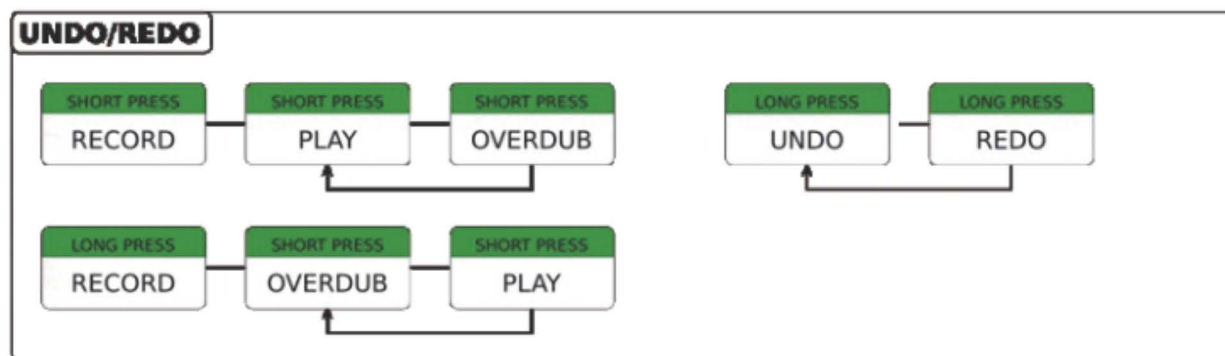 UNDO/REDO
SHORT PRESS SHORT PRESS SHORT PRESS LONG PRESS LONG PRESS
RECORD PLAY OVERDUB UNDO REDO
LONG PRESS SHORT PRESS SHORT PRESS
RECORD OVERDUB PLAY